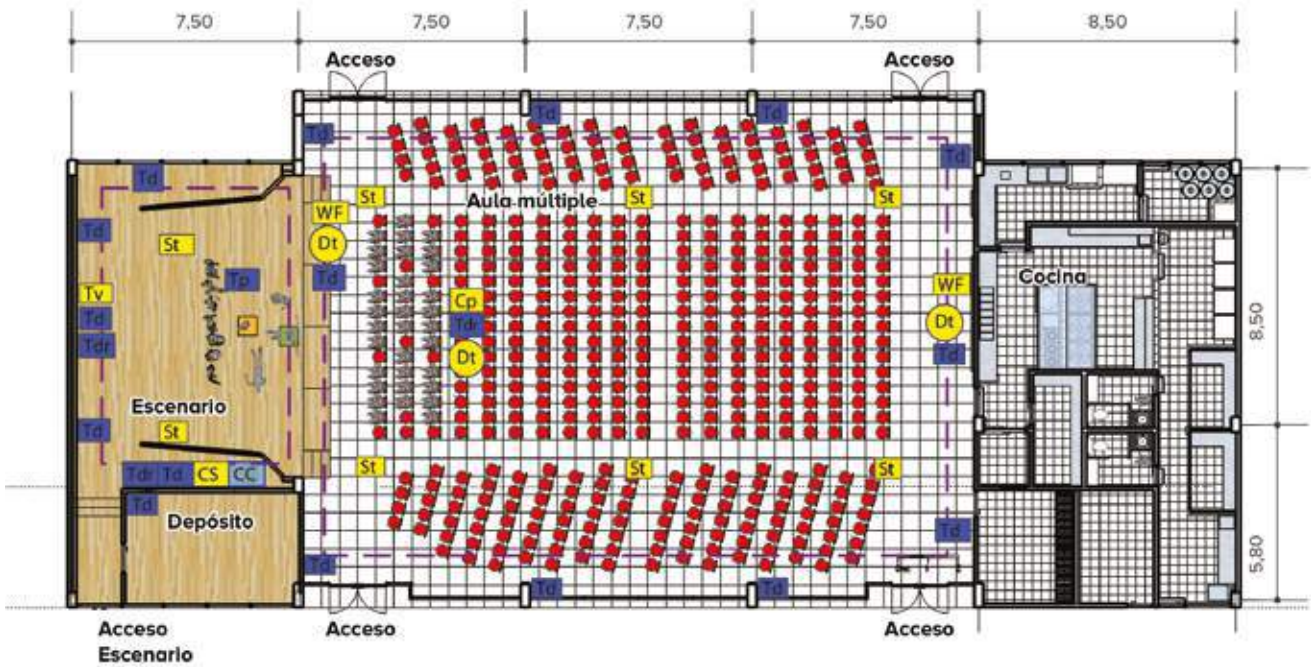 7,50
7,50
7,50
7,50
8,50
Acceso
Acceso
Td
Td
Td
Td
Td
St
St
St
Aula múltiple
WF
Dt
Td
Td
St
Tp
Tv
Td
Tdr
Cp
Tdr
Dt
WF
Dt
Td
Cocina
8,50
Escenario
Td
St
St
St
St
Tdr
Td
CS
CC
Td
Depósito
Td
Td
Td
Td
5,80
Acceso
Escenario
Acceso
Acceso